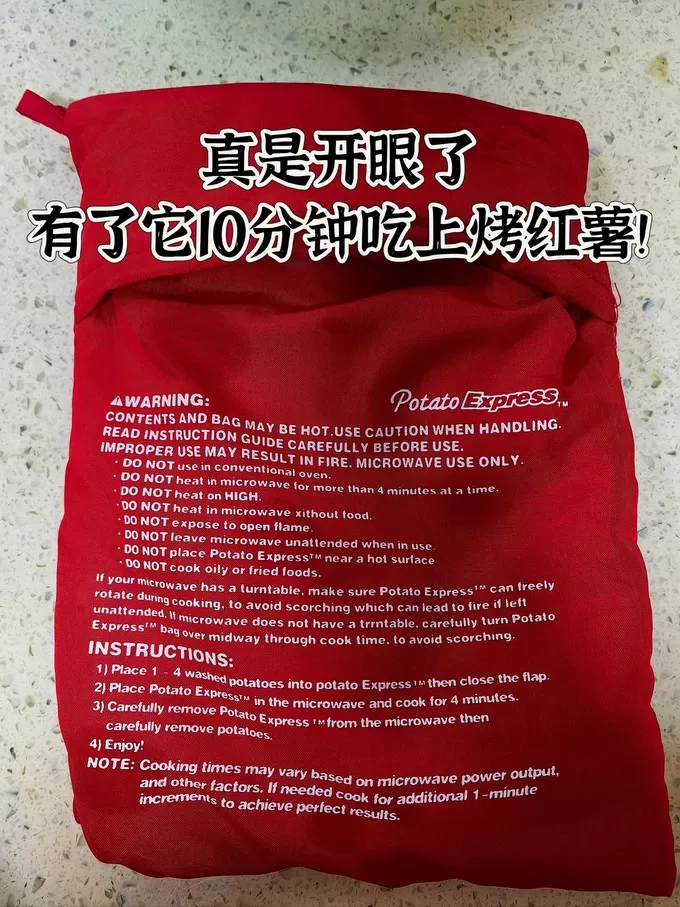 真是开眼了
有了它10分钟吃上烤红薯!
⚠WARNING:
Potato Express™
CONTENTS AND BAG MAY BE HOT.USE CAUTION WHEN HANDLING.
READ INSTRUCTION GUIDE CAREFULLY BEFORE USE.
IMPROPER USE MAY RESULT IN FIRE. MICROWAVE USE ONLY.
· DO NOT use in conventional oven.
· DO NOT heat in microwave for more than 4 minutes at a time.
· DO NOT heat on HIGH.
· DO NOT heat in microwave xithout food.
· DO NOT expose to open flame.
· DO NOT leave microwave unattended when in use.
· DO NOT place Potato Express™ near a hot surface
· DO NOT cook oily or fried foods.
If your microwave has a turntable, make sure Potato Express™ can freely
rotate during cooking, to avoid scorching which can lead to fire if left
unattended. If microwave does not have a trrntable, carefully turn Potato
Express™ bag over midway through cook time, to avoid scorching.
INSTRUCTIONS:
1) Place 1 - 4 washed potatoes into potato Express™ then close the flap.
2) Place Potato Express™ in the microwave and cook for 4 minutes.
3) Carefully remove Potato Express™ from the microwave then
carefully remove potatoes.
4) Enjoy!
NOTE: Cooking times may vary based on microwave power output,
and other factors. If needed cook for additional 1-minute
increments to achieve perfect results.